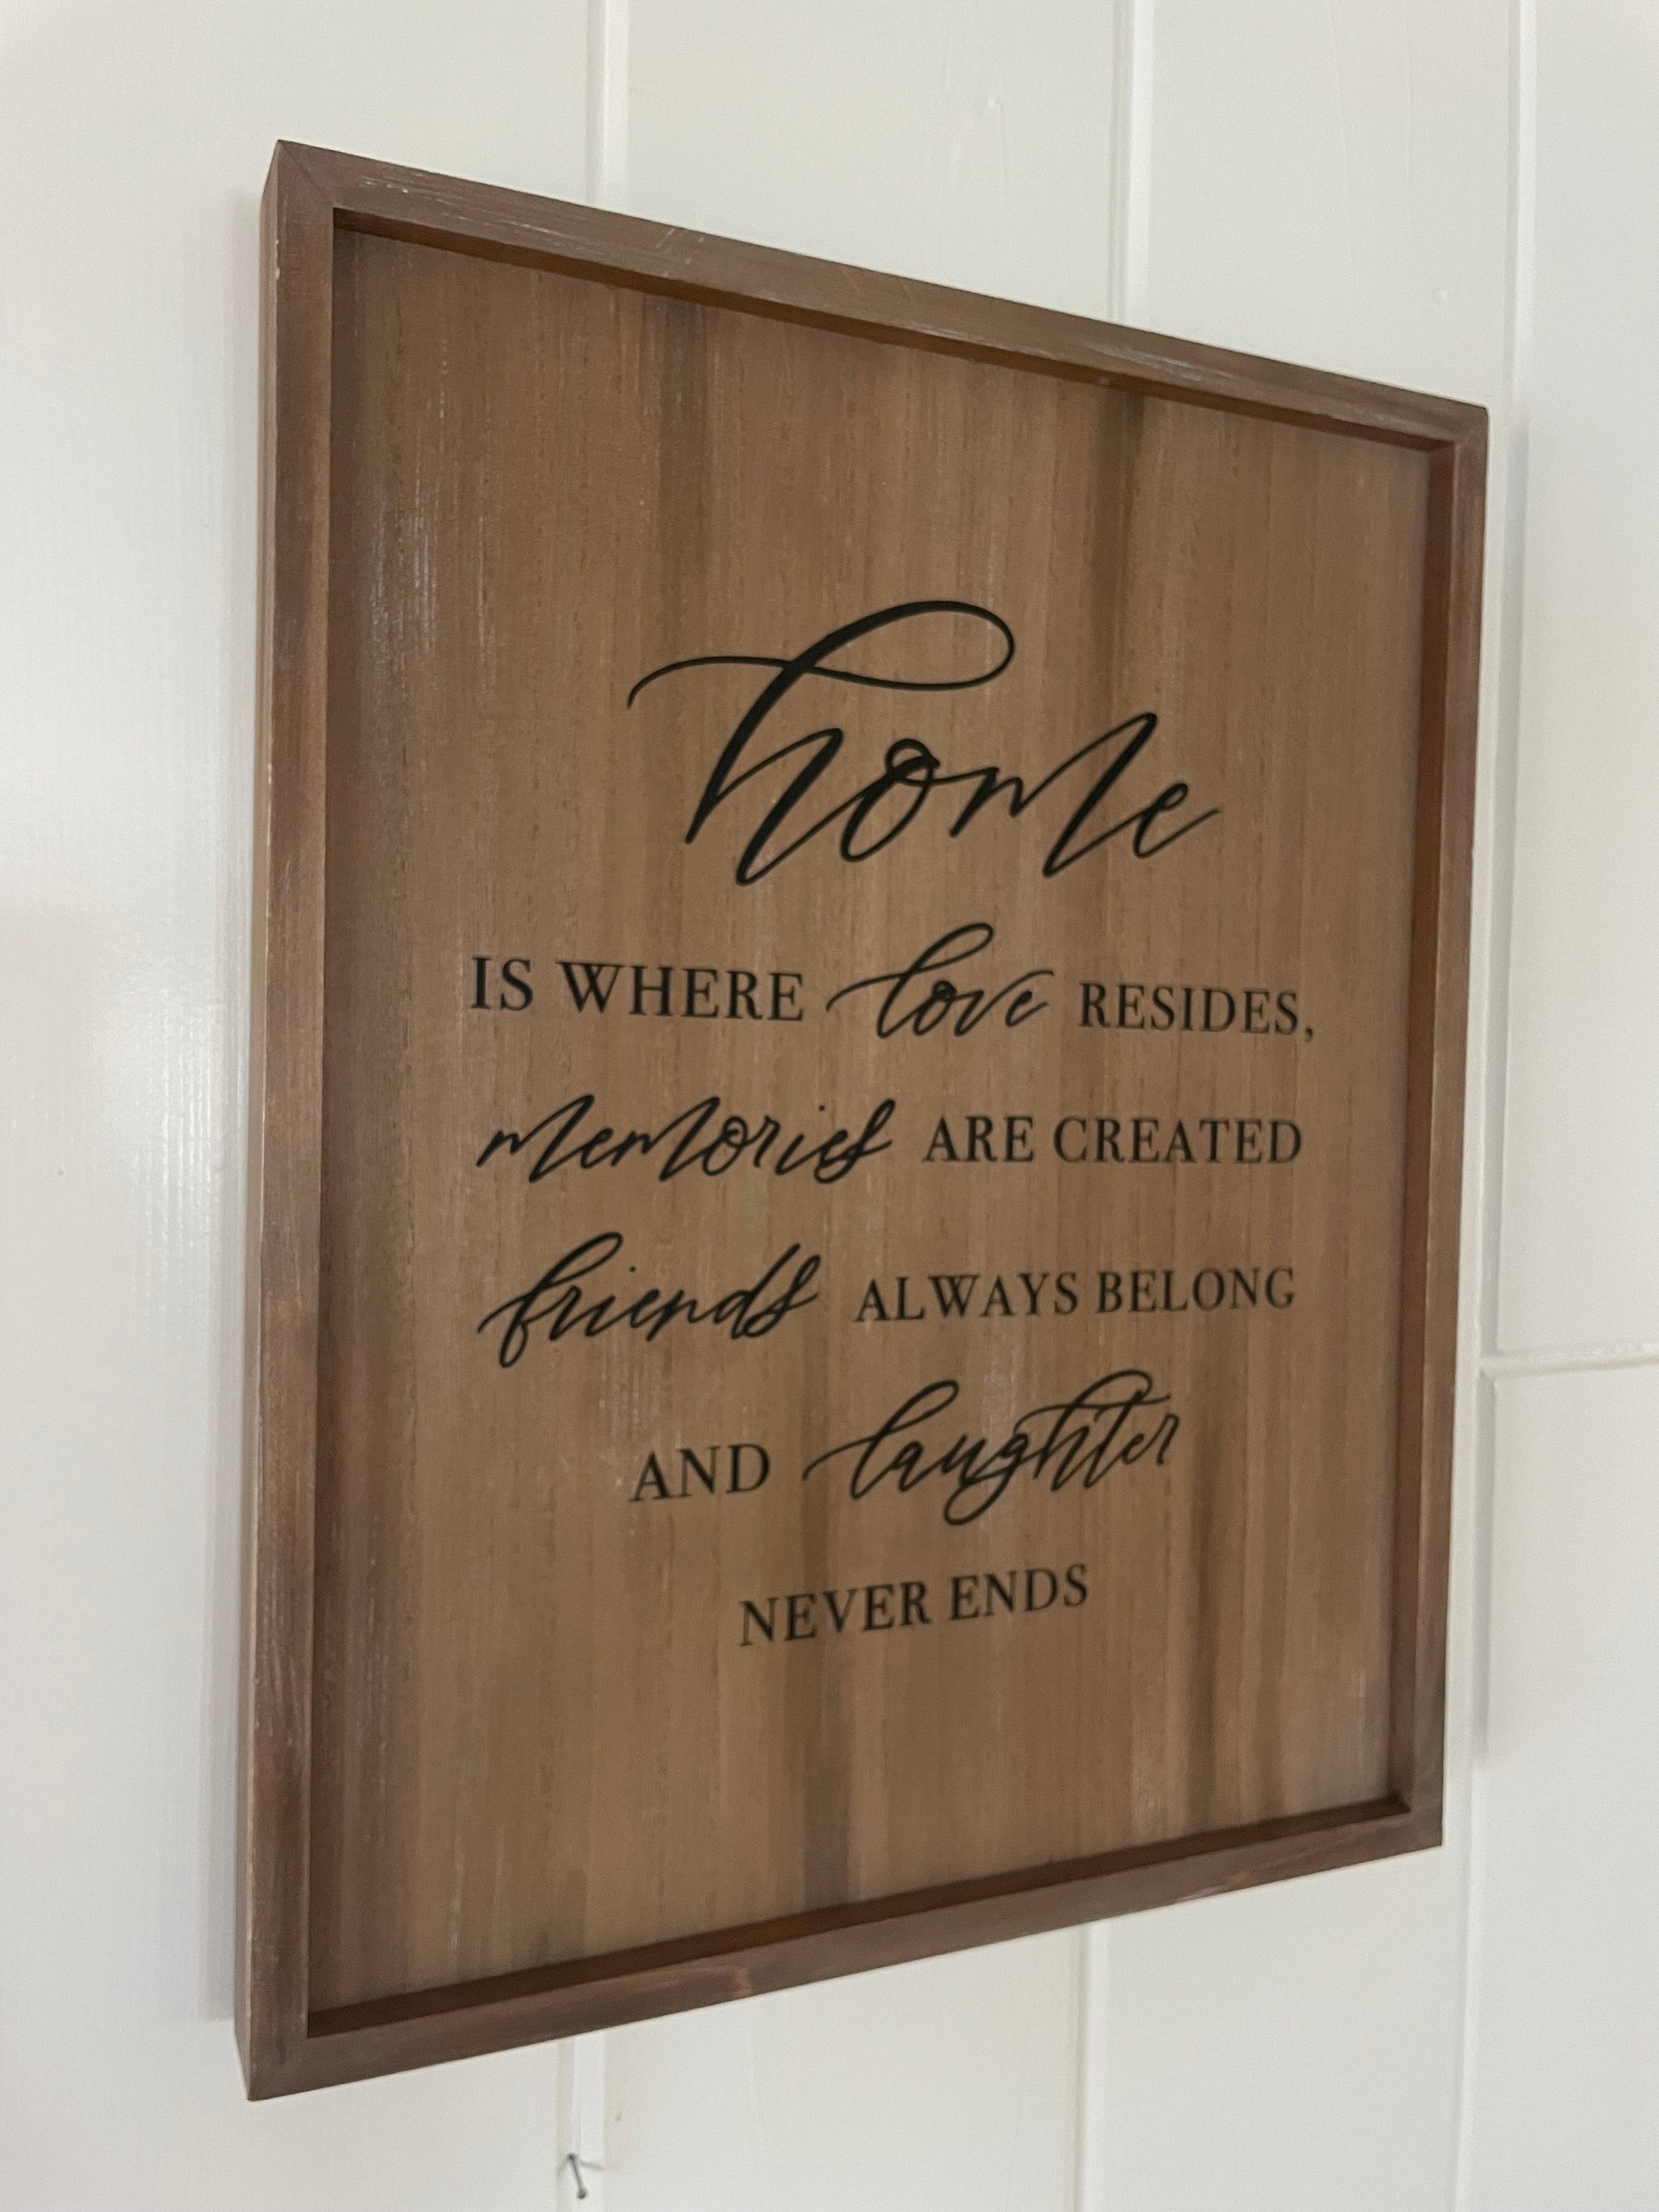 home
IS WHERE love RESIDES,
memories ARE CREATED
friends ALWAYS BELONG
AND laughter
NEVER ENDS